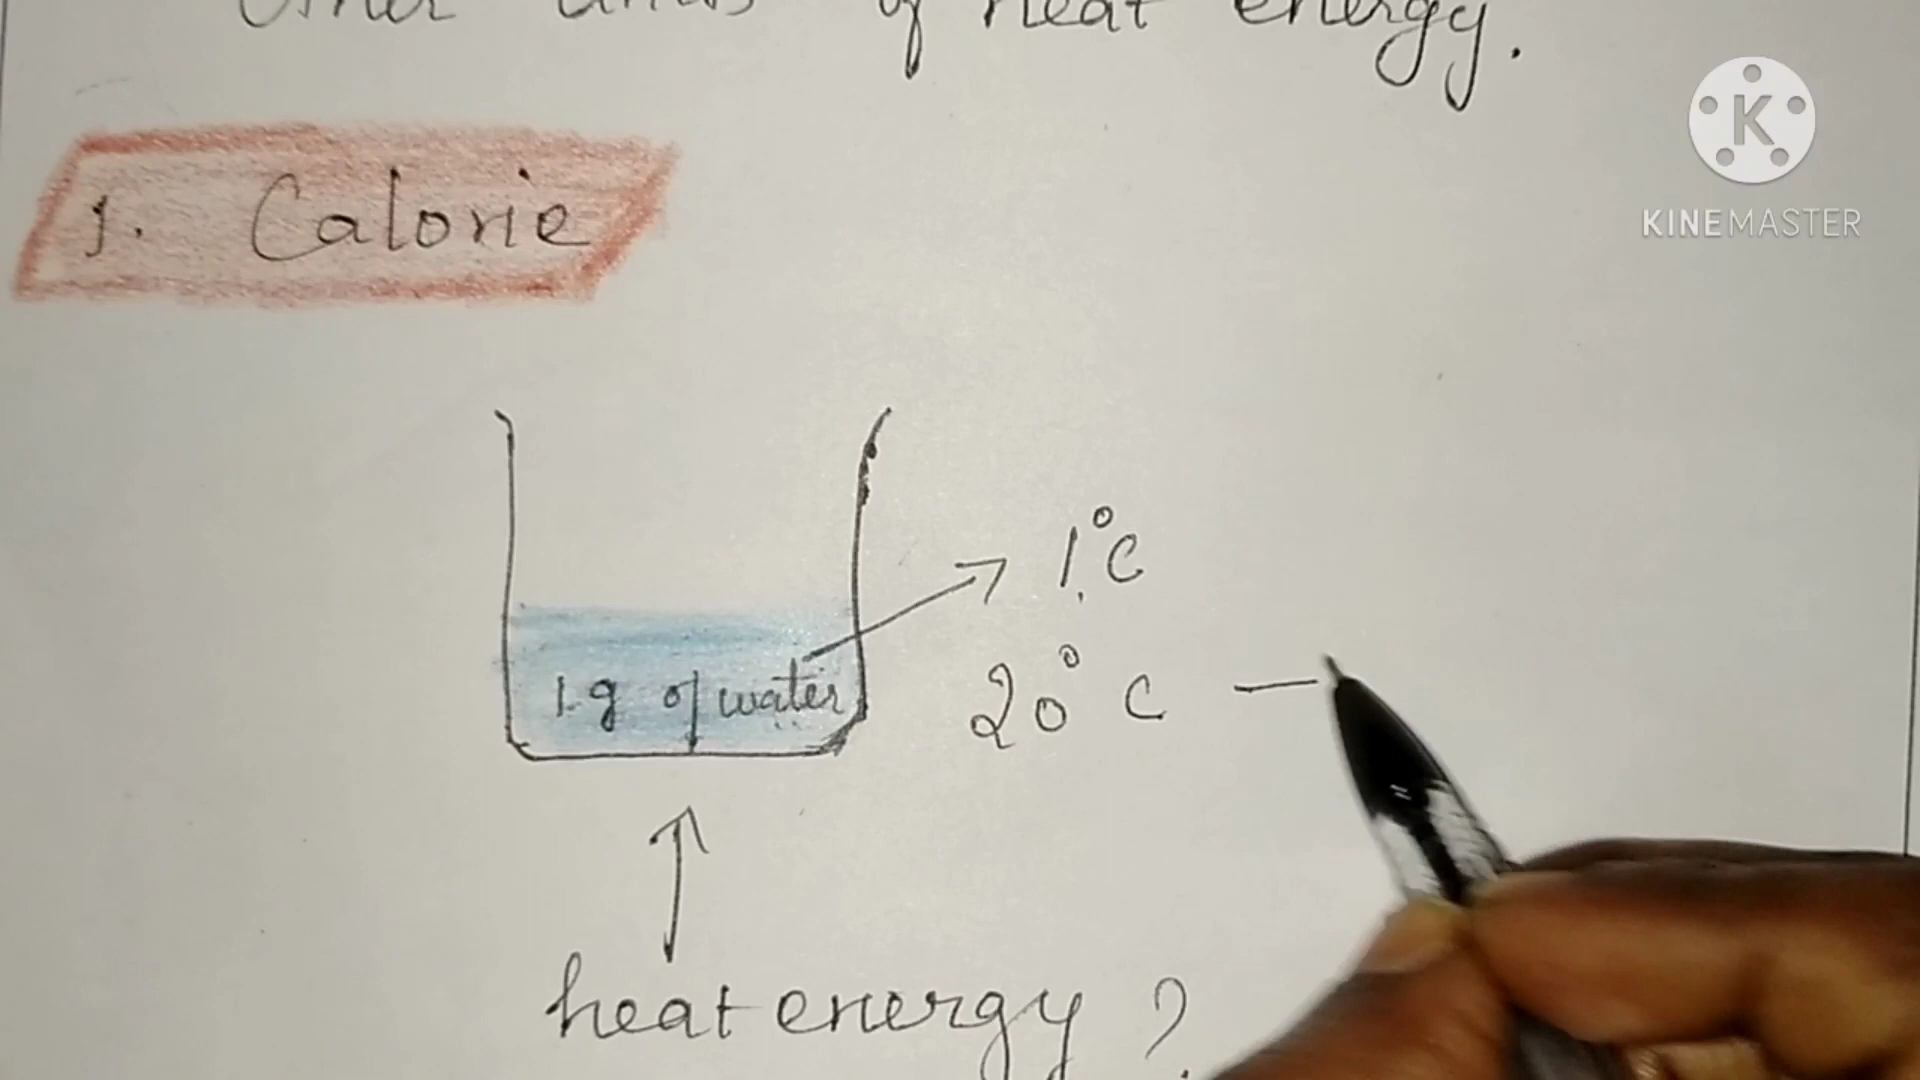 of heat energy.
K
KINEMASTER
1. Calorie
1°C
1 g of water
20° C —
heat energy ?